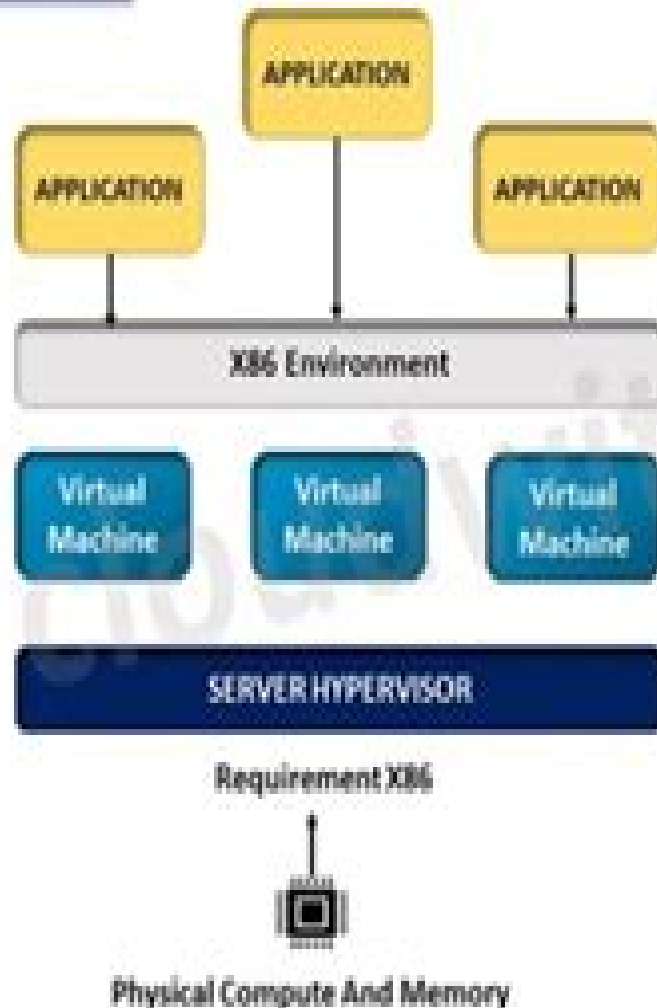 APPLICATION
APPLICATION
APPLICATION
X86 Environment
Virtual
Machine
Virtual
Machine
Virtual
Machine
SERVER HYPERVISOR
Requirement X86
Physical Compute And Memory